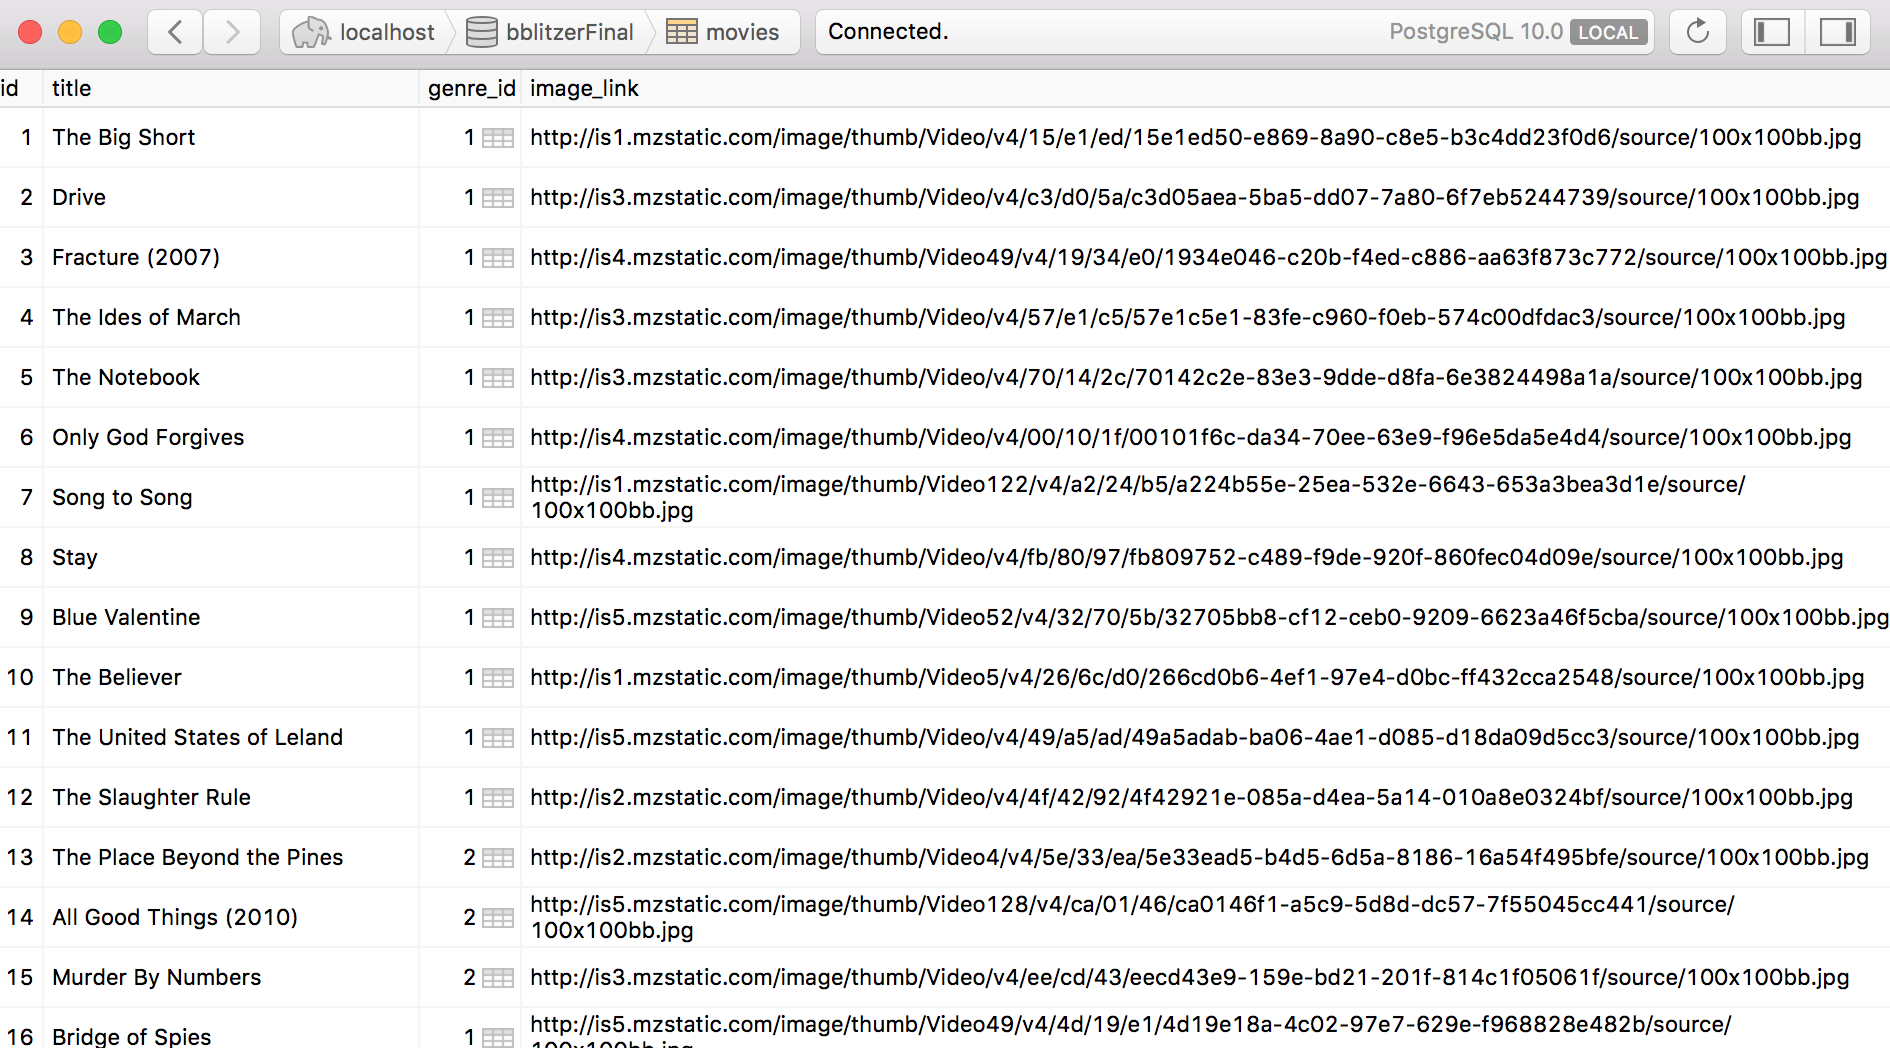 localhost bblitzerFinal movies Connected. PostgreSQL 10.0 LOCAL
id title genre_id image_link
1 The Big Short 1 http://is1.mzstatic.com/image/thumb/Video/v4/15/e1/ed/15e1ed50-e869-8a90-c8e5-b3c4dd23f0d6/source/100x100bb.jpg
2 Drive 1 http://is3.mzstatic.com/image/thumb/Video/v4/c3/d0/5a/c3d05aea-5ba5-dd07-7a80-6f7eb5244739/source/100x100bb.jpg
3 Fracture (2007) 1 http://is4.mzstatic.com/image/thumb/Video49/v4/19/34/e0/1934e046-c20b-f4ed-c886-aa63f873c772/source/100x100bb.jpg
4 The Ides of March 1 http://is3.mzstatic.com/image/thumb/Video/v4/57/e1/c5/57e1c5e1-83fe-c960-f0eb-574c00dfdac3/source/100x100bb.jpg
5 The Notebook 1 http://is3.mzstatic.com/image/thumb/Video/v4/70/14/2c/70142c2e-83e3-9dde-d8fa-6e3824498a1a/source/100x100bb.jpg
6 Only God Forgives 1 http://is4.mzstatic.com/image/thumb/Video/v4/00/10/1f/00101f6c-da34-70ee-63e9-f96e5da5e4d4/source/100x100bb.jpg
7 Song to Song 1 http://is1.mzstatic.com/image/thumb/Video122/v4/a2/24/b5/a224b55e-25ea-532e-6643-653a3bea3d1e/source/
100x100bb.jpg
8 Stay 1 http://is4.mzstatic.com/image/thumb/Video/v4/fb/80/97/fb809752-c489-f9de-920f-860fec04d09e/source/100x100bb.jpg
9 Blue Valentine 1 http://is5.mzstatic.com/image/thumb/Video52/v4/32/70/5b/32705bb8-cf12-ceb0-9209-6623a46f5cba/source/100x100bb.jpg
10 The Believer 1 http://is1.mzstatic.com/image/thumb/Video5/v4/26/6c/d0/266cd0b6-4ef1-97e4-d0bc-ff432cca2548/source/100x100bb.jpg
11 The United States of Leland 1 http://is5.mzstatic.com/image/thumb/Video/v4/49/a5/ad/49a5adab-ba06-4ae1-d085-d18da09d5cc3/source/100x100bb.jpg
12 The Slaughter Rule 1 http://is2.mzstatic.com/image/thumb/Video/v4/4f/42/92/4f42921e-085a-d4ea-5a14-010a8e0324bf/source/100x100bb.jpg
13 The Place Beyond the Pines 2 http://is2.mzstatic.com/image/thumb/Video4/v4/5e/33/ea/5e33ead5-b4d5-6d5a-8186-16a54f495bfe/source/100x100bb.jpg
14 All Good Things (2010) 2 http://is5.mzstatic.com/image/thumb/Video128/v4/ca/01/46/ca0146f1-a5c9-5d8d-dc57-7f55045cc441/source/
100x100bb.jpg
15 Murder By Numbers 2 http://is3.mzstatic.com/image/thumb/Video/v4/ee/cd/43/eecd43e9-159e-bd21-201f-814c1f05061f/source/100x100bb.jpg
16 Bridge of Spies 1 http://is5.mzstatic.com/image/thumb/Video49/v4/4d/19/e1/4d19e18a-4c02-97e7-629e-f968828e482b/source/